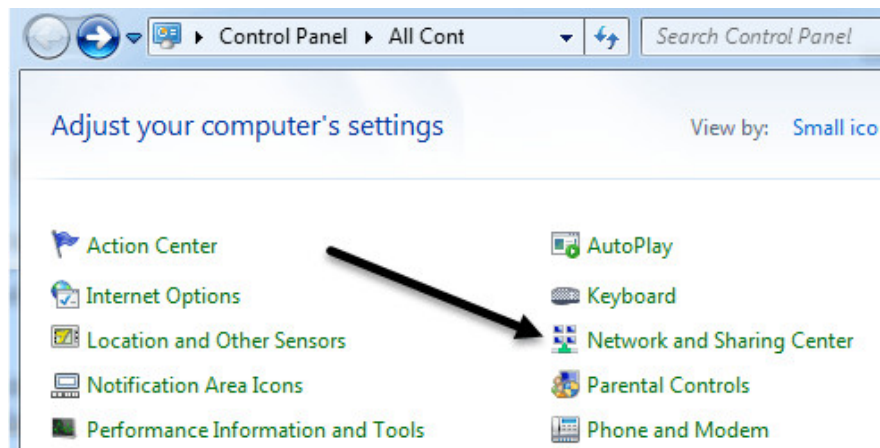 Control Panel All Cont Search Control Panel
Adjust your computer's settings View by: Small ico
Action Center AutoPlay
Internet Options Keyboard
Location and Other Sensors Network and Sharing Center
Notification Area Icons Parental Controls
Performance Information and Tools Phone and Modem